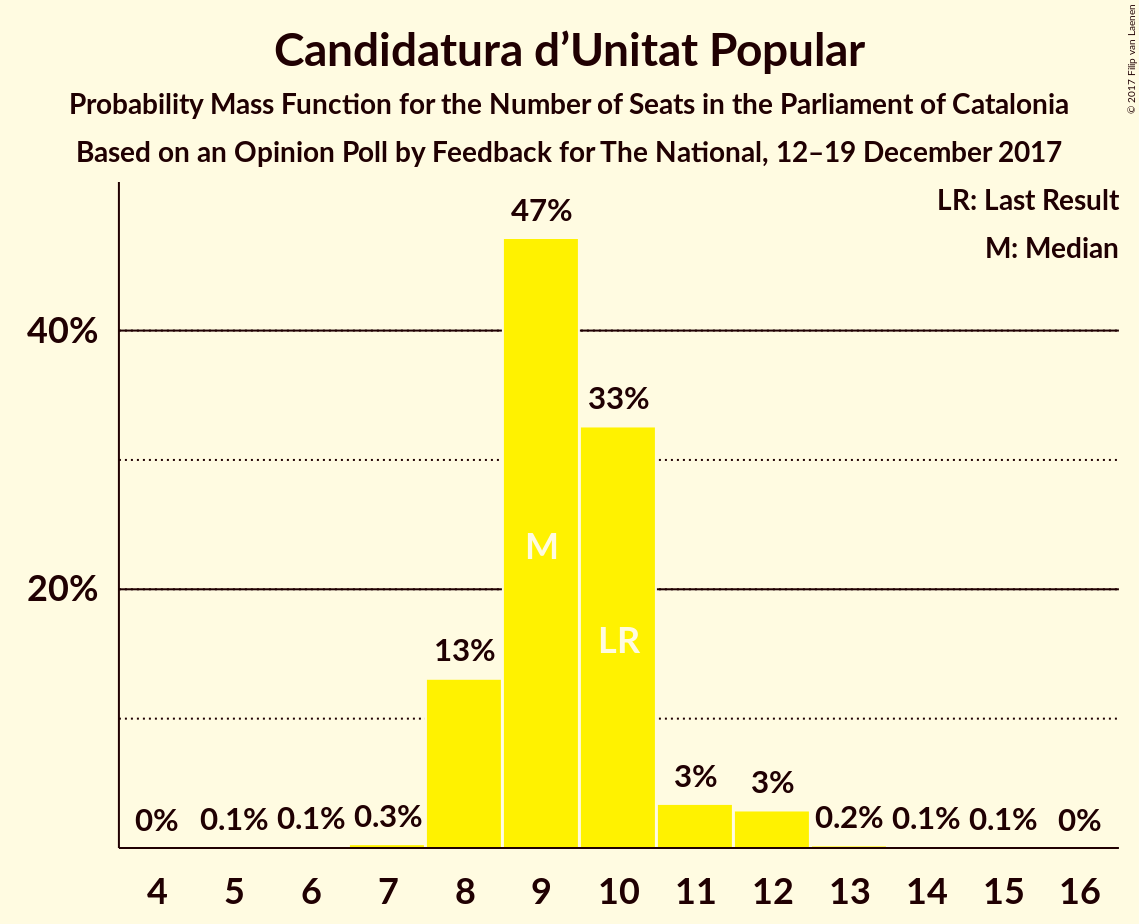 Candidatura d’Unitat Popular
Probability Mass Function for the Number of Seats in the Parliament of Catalonia
Based on an Opinion Poll by Feedback for The National, 12–19 December 2017
© 2017 Filip van Laenen
LR: Last Result
M: Median
40%
20%
0%
0.1%
0.1%
0.3%
13%
47%
33%
3%
3%
0.2%
0.1%
0.1%
0%
M
LR
4 5 6 7 8 9 10 11 12 13 14 15 16